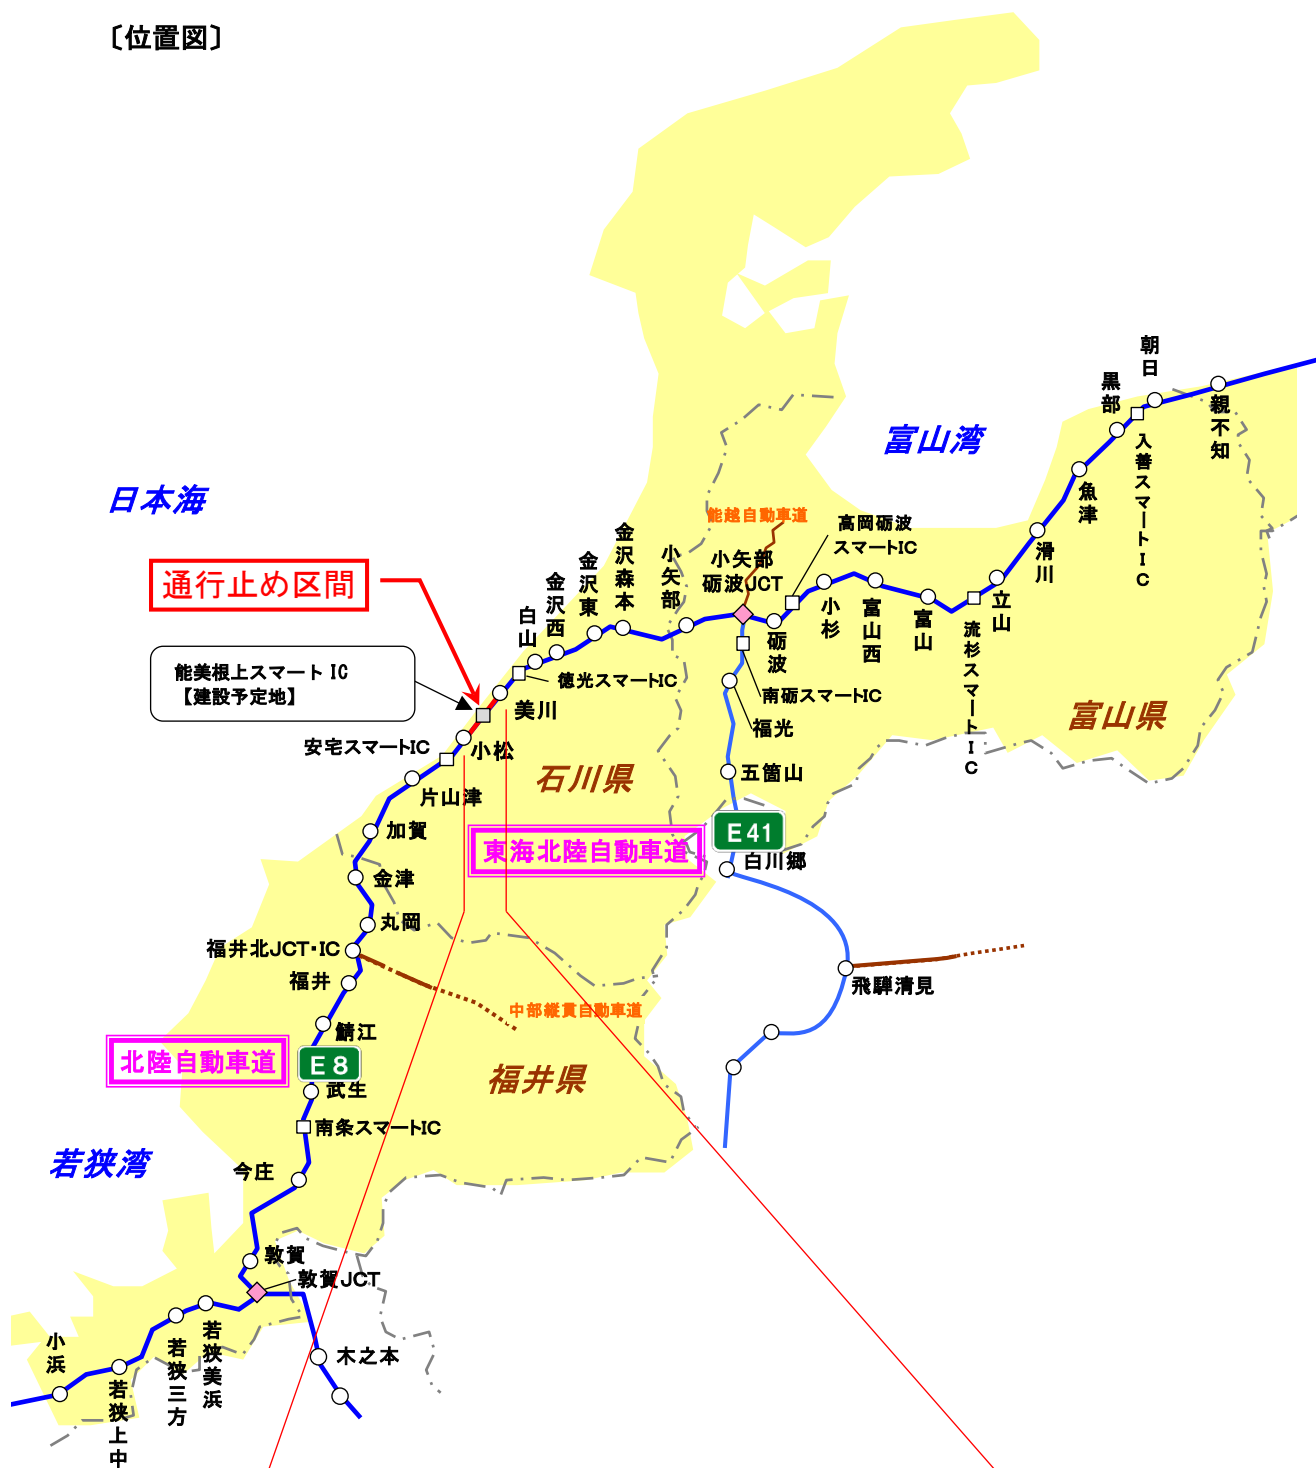 〔位置図〕
朝日
黒部
親不知
入善スマートIC
富山湾
魚津
日本海
能越自動車道
高岡砺波
スマートIC
滑川
金沢森本
金沢東
金沢西
小矢部
小矢部
砺波JCT
通行止め区間
小杉
富山西
富山
立山
流杉スマートIC
白山
砺波
能美根上スマートIC
【建設予定地】
徳光スマートIC
南砺スマートIC
美川
福光
富山県
安宅スマートIC
小松
石川県
五箇山
片山津
加賀
E41
東海北陸自動車道
白川郷
金津
丸岡
福井北JCT・IC
福井
飛騨清見
中部縦貫自動車道
鯖江
北陸自動車道
E8
福井県
武生
南条スマートIC
若狭湾
今庄
敦賀
敦賀JCT
小浜
若狭美浜
若狭三方
木之本
若狭上中